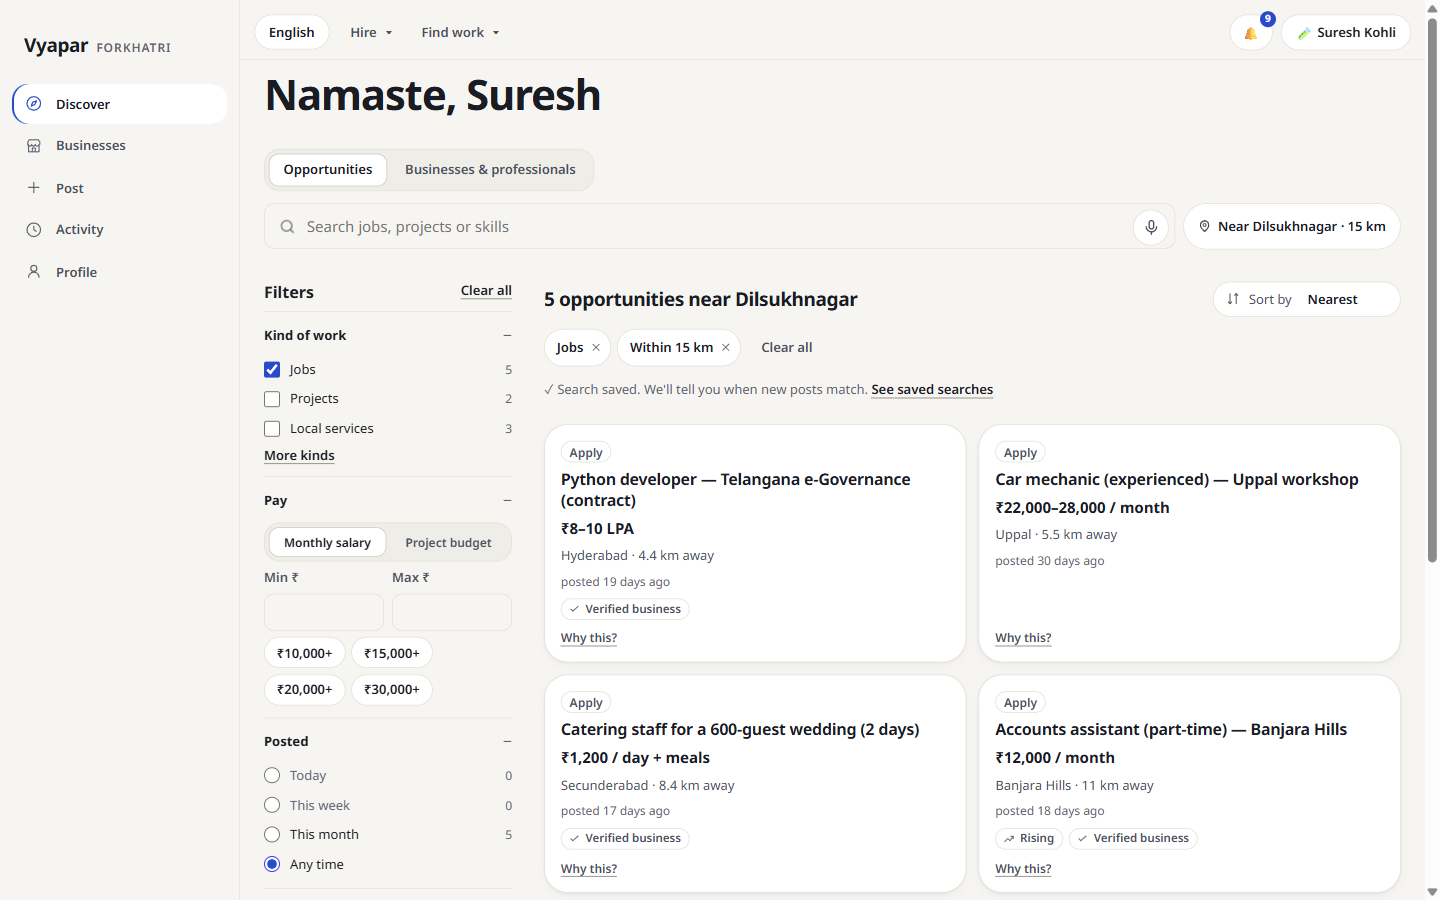 Vyapar FORKHATRI
Discover
Businesses
Post
Activity
Profile
English
Hire
Find work
9
Suresh Kohli
Namaste, Suresh
Opportunities
Businesses & professionals
Search jobs, projects or skills
Near Dilsukhnagar · 15 km
Filters
Clear all
Kind of work
Jobs 5
Projects 2
Local services 3
More kinds
Pay
Monthly salary
Project budget
Min ₹
Max ₹
₹10,000+
₹15,000+
₹20,000+
₹30,000+
Posted
Today 0
This week 0
This month 5
Any time
5 opportunities near Dilsukhnagar
Sort by Nearest
Jobs ×
Within 15 km ×
Clear all
✓ Search saved. We'll tell you when new posts match. See saved searches
Apply
Python developer — Telangana e-Governance
(contract)
₹8–10 LPA
Hyderabad · 4.4 km away
posted 19 days ago
Verified business
Why this?
Apply
Car mechanic (experienced) — Uppal workshop
₹22,000–28,000 / month
Uppal · 5.5 km away
posted 30 days ago
Why this?
Apply
Catering staff for a 600-guest wedding (2 days)
₹1,200 / day + meals
Secunderabad · 8.4 km away
posted 17 days ago
Verified business
Why this?
Apply
Accounts assistant (part-time) — Banjara Hills
₹12,000 / month
Banjara Hills · 11 km away
posted 18 days ago
Rising
Verified business
Why this?